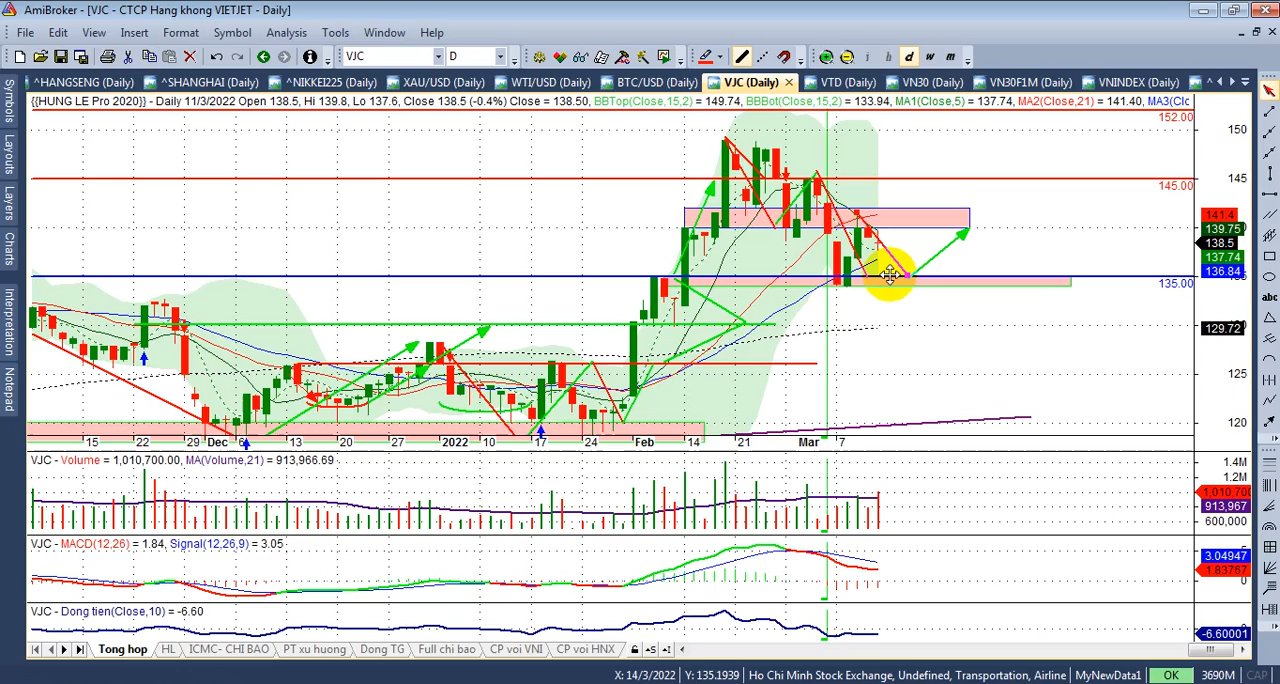 AmiBroker - [VJC - CTCP Hang khong VIETJET - Daily]
File Edit View Insert Format Symbol Analysis Tools Window Help
VJC D i h d w m
^HANGSENG (Daily) ^SHANGHAI (Daily) ^NIKKEI225 (Daily) XAU/USD (Daily) WTI/USD (Daily) BTC/USD (Daily) VJC (Daily) VTD (Daily) VN30 (Daily) VN30F1M (Daily) VNINDEX (Daily)
Symbols
Layouts
Layers
Charts
Interpretation
Notepad
{{HUNG LE Pro 2020}} - Daily 11/3/2022 Open 138.5, Hi 139.8, Lo 137.6, Close 138.5 (-0.4%) Close = 138.50, BBTop(Close,15,2) = 149.74, BBBot(Close,15,2) = 133.94, MA1(Close,5) = 137.74, MA2(Close,21) = 141.40, MA3(Clo
152.00
150
145.00
145
141.4
139.75
138.5
137.74
136.84
135.00
129.72
125
120
15 22 29 Dec 6 13 20 27 2022 10 17 24 Feb 14 21 Mar 7
VJC - Volume = 1,010,700.00, MA(Volume,21) = 913,966.69
1.4M
1.2M
1,010,700
913,967
600,000
VJC - MACD(12,26) = 1.84, Signal(12,26,9) = 3.05
3.04947
1.83767
0
VJC - Dong tien(Close,10) = -6.60
-6.60001
Tong hop HL ICMC- CHI BAO PT xu huong Dong TG Full chi bao CP voi VNI CP voi HNX
X: 14/3/2022 Y: 135.1939 Ho Chi Minh Stock Exchange, Undefined, Transportation, Airline MyNewData1 OK 3690M CAP
abc